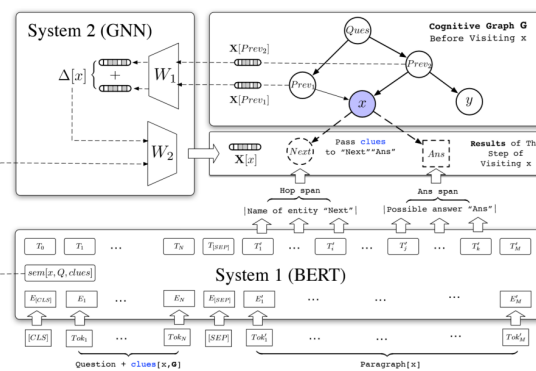 System 2 (GNN)
Δ[x] { +
W1
W2
X[Prev2]
X[Prev1]
X[x]
Ques
Prev1
Prev2
x
y
Cognitive Graph G
Before Visiting x
Next
Pass clues
to "Next""Ans"
Ans
Results of Th
Step of
Visiting x
Hop span
Ans span
|Name of entity "Next"|
|Possible answer "Ans"|
T0 T1 ... TN T[SEP] T'1 ... T'i ... T'j ... T'k ... T'M
sem[x, Q, clues]
System 1 (BERT)
E[CLS] E1 ... EN E[SEP] E'1 ... ... ... E'M
[CLS] Tok1 ... TokN [SEP] Tok'1 ... ... ... Tok'M
Question + clues[x,G]
Paragraph[x]